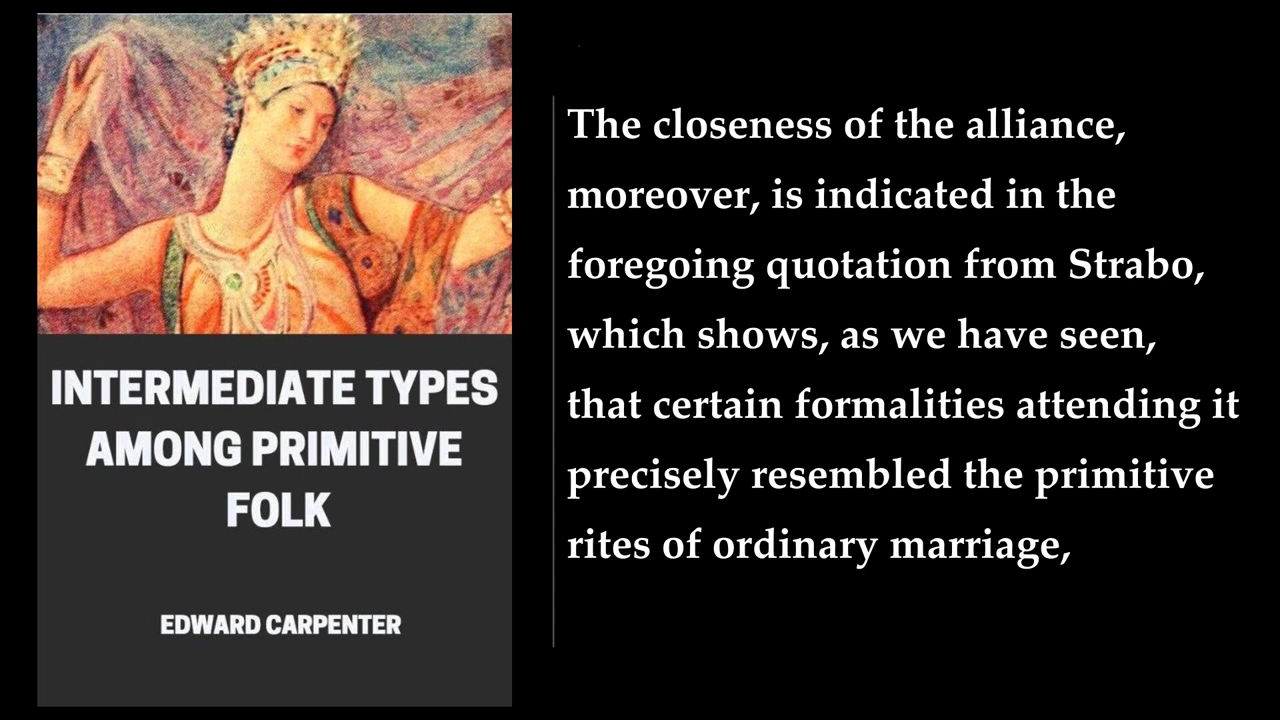 INTERMEDIATE TYPES
AMONG PRIMITIVE
FOLK
EDWARD CARPENTER
The closeness of the alliance,
moreover, is indicated in the
foregoing quotation from Strabo,
which shows, as we have seen,
that certain formalities attending it
precisely resembled the primitive
rites of ordinary marriage,